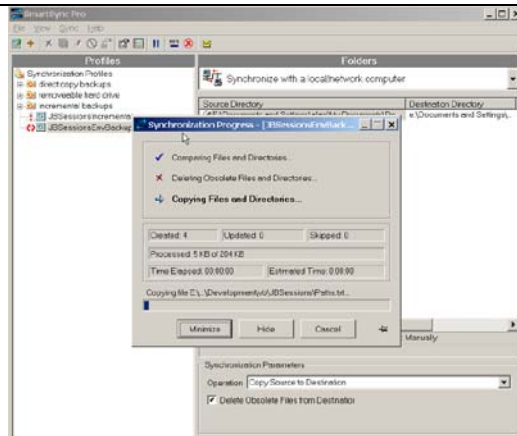 SmartSync Pro
File View Sync Help
Profiles
Folders
Synchronization Profiles
direct copy backups
removeable hard drive
incremental backups
JBSessionsIncrementa
JBSessionsEnvBackup
Synchronize with a local/network computer
Source Directory
Destination Directory
e:\Documents and Settings\...
Synchronization Progress - [JBSessionsEnvBack...
Comparing Files and Directories...
Deleting Obsolete Files and Directories...
Copying Files and Directories...
Created: 4 Updated: 0 Skipped: 0
Processed: 5 KB of 204 KB
Time Elapsed: 00:00:00 Estimated Time: 0:00:00
Copying file E:\...\Development\v\JBSessions\Paths.txt...
Minimize Hide Cancel
Manually
Synchronization Parameters
Operation Copy Source to Destination
Delete Obsolete Files from Destination